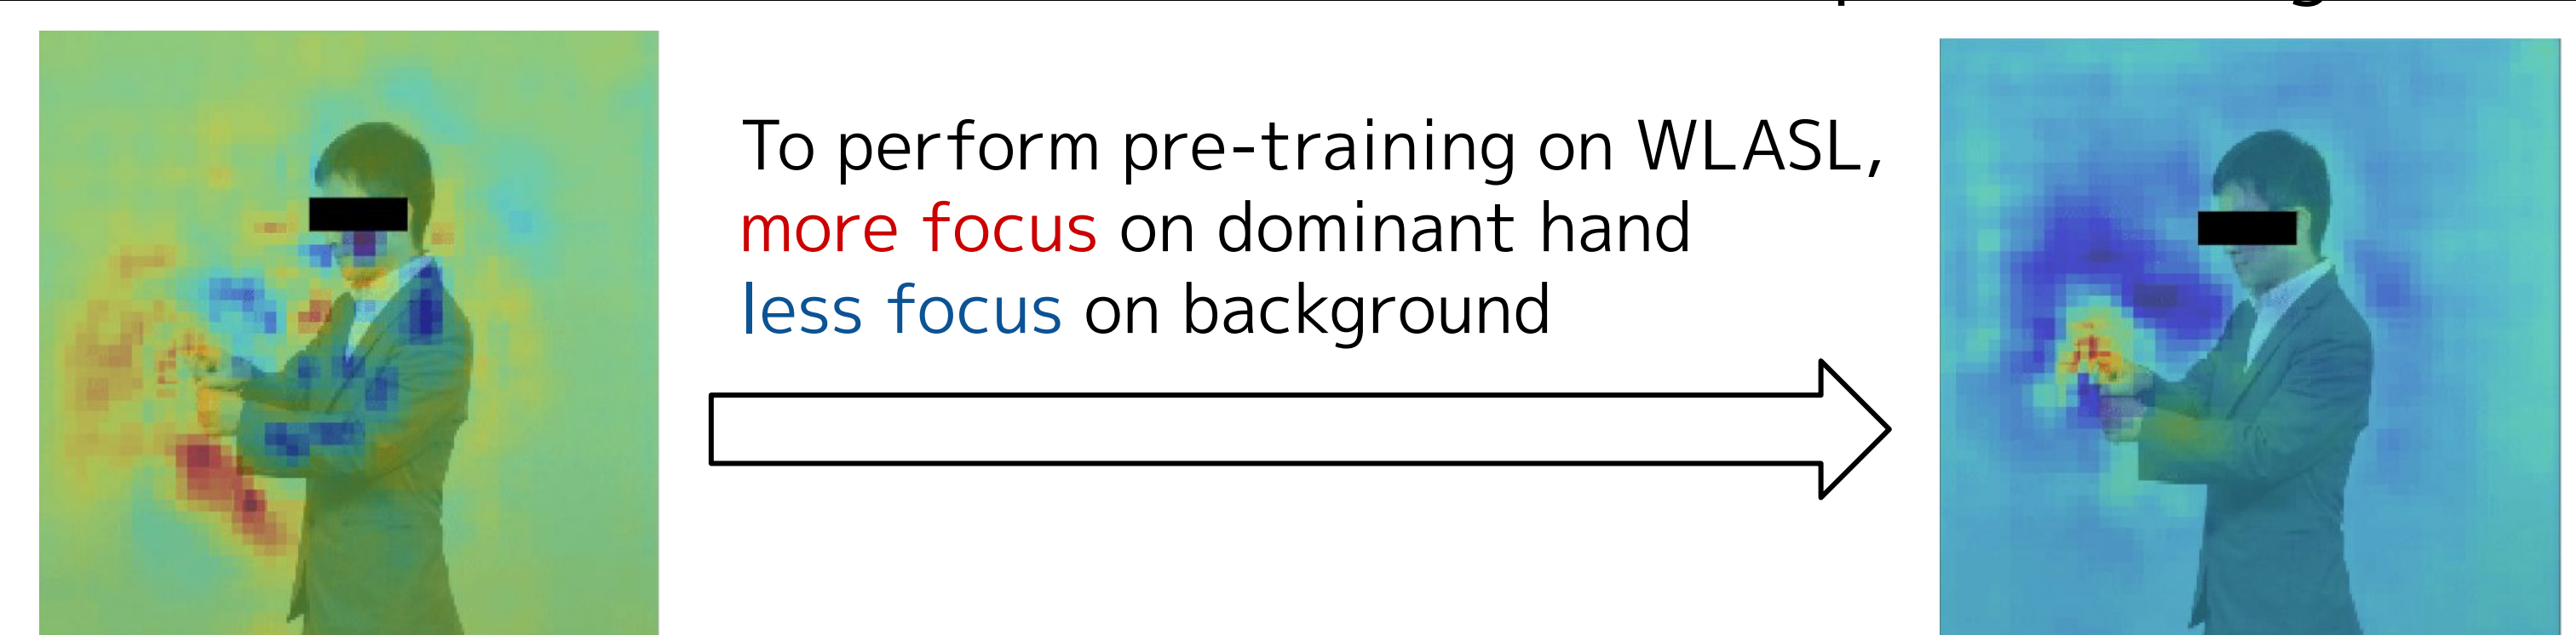 To perform pre-training on WLASL,
more focus on dominant hand
less focus on background